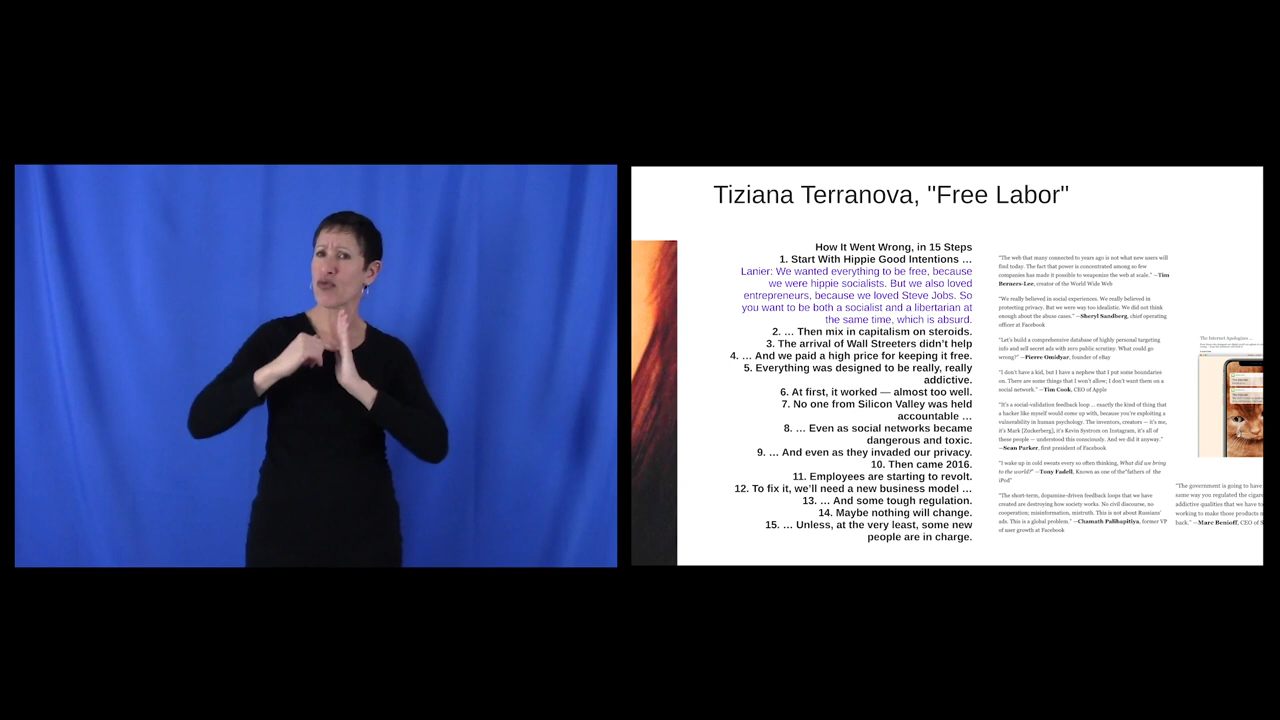 Tiziana Terranova, "Free Labor"
How It Went Wrong, in 15 Steps
1. Start With Hippie Good Intentions …
Lanier: We wanted everything to be free, because
we were hippie socialists. But we also loved
entrepreneurs, because we loved Steve Jobs. So
you want to be both a socialist and a libertarian at
the same time, which is absurd.
2. … Then mix in capitalism on steroids.
3. The arrival of Wall Streeters didn't help
4. … And we paid a high price for keeping it free.
5. Everything was designed to be really, really
addictive.
6. At first, it worked — almost too well.
7. No one from Silicon Valley was held
accountable …
8. … Even as social networks became
dangerous and toxic.
9. … And even as they invaded our privacy.
10. Then came 2016.
11. Employees are starting to revolt.
12. To fix it, we'll need a new business model …
13. … And some tough regulation.
14. Maybe nothing will change.
15. … Unless, at the very least, some new
people are in charge.
"The web that many connected to years ago is not what new users will
find today. The fact that power is concentrated among so few
companies has made it possible to weaponize the web at scale." —Tim
Berners-Lee, creator of the World Wide Web
"We really believed in social experiences. We really believed in
protecting privacy. But we were way too idealistic. We did not think
enough about the abuse cases." —Sheryl Sandberg, chief operating
officer at Facebook
"Let's build a comprehensive database of highly personal targeting
info and sell secret ads with zero public scrutiny. What could go
wrong?" —Pierre Omidyar, founder of eBay
"I don't have a kid, but I have a nephew that I put some boundaries
on. There are some things that I won't allow; I don't want them on a
social network." —Tim Cook, CEO of Apple
"It's a social-validation feedback loop … exactly the kind of thing that
a hacker like myself would come up with, because you're exploiting a
vulnerability in human psychology. The inventors, creators — it's me,
it's Mark [Zuckerberg], it's Kevin Systrom on Instagram, it's all of
these people — understood this consciously. And we did it anyway."
—Sean Parker, first president of Facebook
"I wake up in cold sweats every so often thinking, What did we bring
to the world?" —Tony Fadell, Known as one of the "fathers of the
iPod"
"The short-term, dopamine-driven feedback loops that we have
created are destroying how society works. No civil discourse, no
cooperation; misinformation, mistruth. This is not about Russians'
ads. This is a global problem." —Chamath Palihapitiya, former VP
of user growth at Facebook
The Internet Apologizes ...
"The government is going to have
same way you regulated the cigare
addictive qualities that we have to
working to make those products m
back." —Marc Benioff, CEO of S